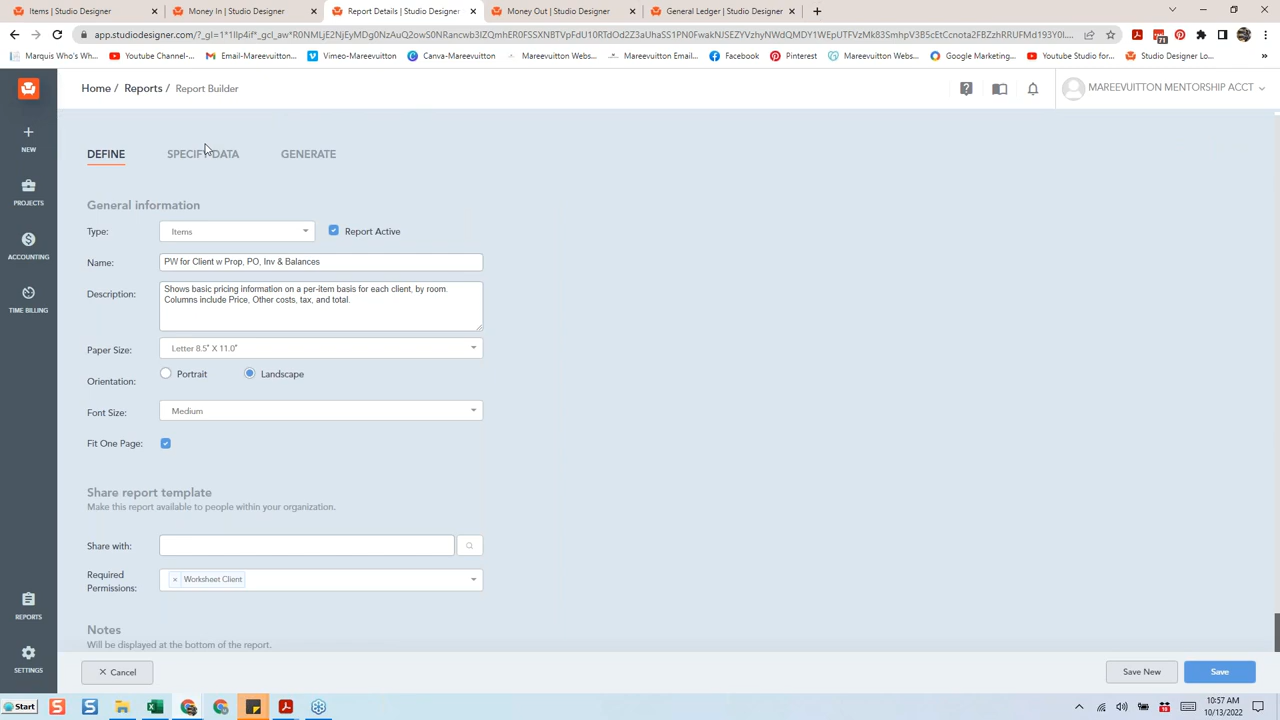 Items | Studio Designer
Money In | Studio Designer
Report Details | Studio Designer
Money Out | Studio Designer
General Ledger | Studio Designer
Marquis Who's Who...
Youtube Channel-...
Email-Mareevuitto...
Vimeo-Mareevuitton
Canva-Mareevuitton
Mareevuitton Webs...
Mareevuitton Email...
Facebook
Pinterest
Mareevuitton (@ma...
Google Marketing...
Youtube Studio for...
Studio Designer Lo...
Home / Reports / Report Builder
MAREEVUITTON MENTORSHIP ACCT
NEW
PROJECTS
ACCOUNTING
TIME BILLING
REPORTS
SETTINGS
DEFINE SPECIFY DATA GENERATE
General information
Type: Items Report Active
Name: PW for Client w Prop, PO, Inv & Balances
Description: Shows basic pricing information on a per-item basis for each client, by room.
Columns include Price, Other costs, tax, and total.
Paper Size: Letter 8.5" X 11.0"
Orientation: Portrait Landscape
Font Size: Medium
Fit One Page:
Share report template
Make this report available to people within your organization.
Share with:
Required
Permissions: × Worksheet Client
Notes
Will be displayed at the bottom of the report.
Cancel Save New Save
Start
10:57 AM
10/13/2022